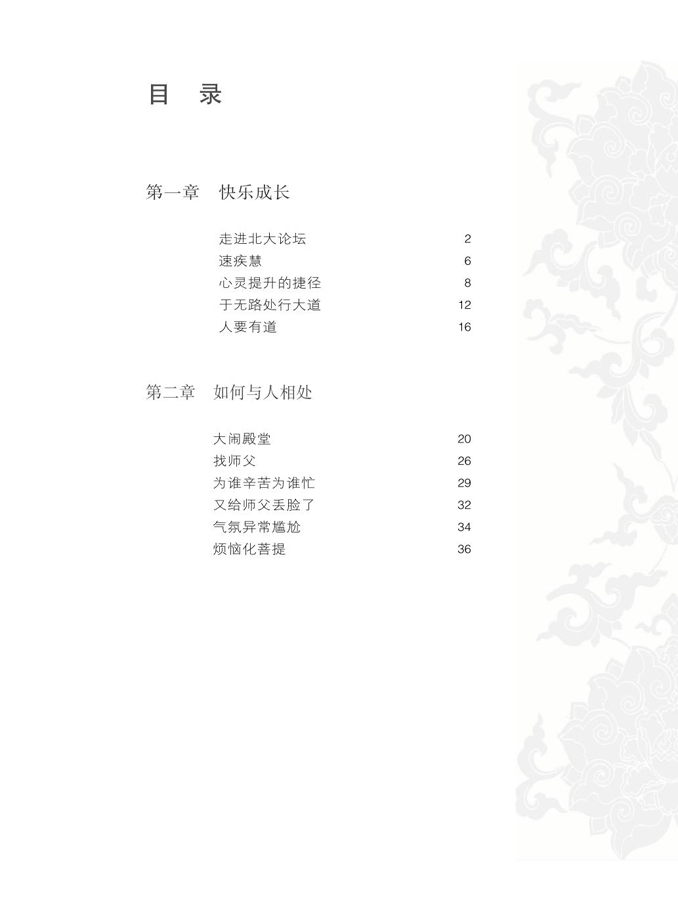 目 录
第一章 快乐成长
走进北大论坛 2
速疾慧 6
心灵提升的捷径 8
于无路处行大道 12
人要有道 16
第二章 如何与人相处
大闹殿堂 20
找师父 26
为谁辛苦为谁忙 29
又给师父丢脸了 32
气氛异常尴尬 34
烦恼化菩提 36